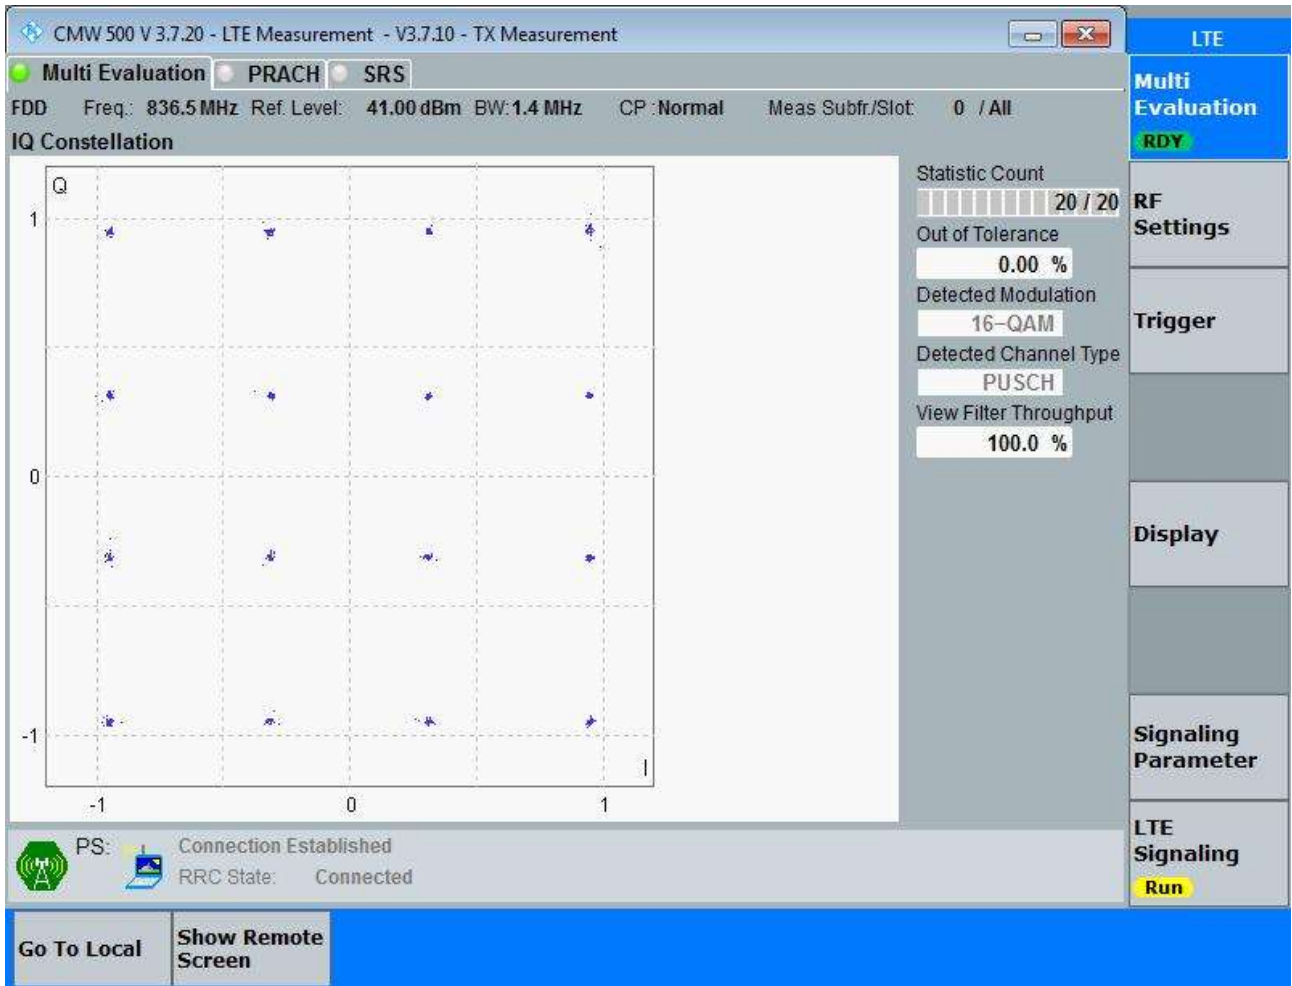 CMW 500 V 3.7.20 - LTE Measurement - V3.7.10 - TX Measurement
LTE
Multi Evaluation PRACH SRS
FDD Freq.: 836.5 MHz Ref. Level: 41.00 dBm BW: 1.4 MHz CP : Normal Meas Subfr./Slot: 0 / All
IQ Constellation
Q
1
0
-1
I
-1 0 1
Statistic Count
20 / 20
Out of Tolerance
0.00 %
Detected Modulation
16-QAM
Detected Channel Type
PUSCH
View Filter Throughput
100.0 %
Multi
Evaluation
RDY
RF
Settings
Trigger
Display
Signaling
Parameter
LTE
Signaling
Run
PS: Connection Established
RRC State: Connected
Go To Local
Show Remote
Screen